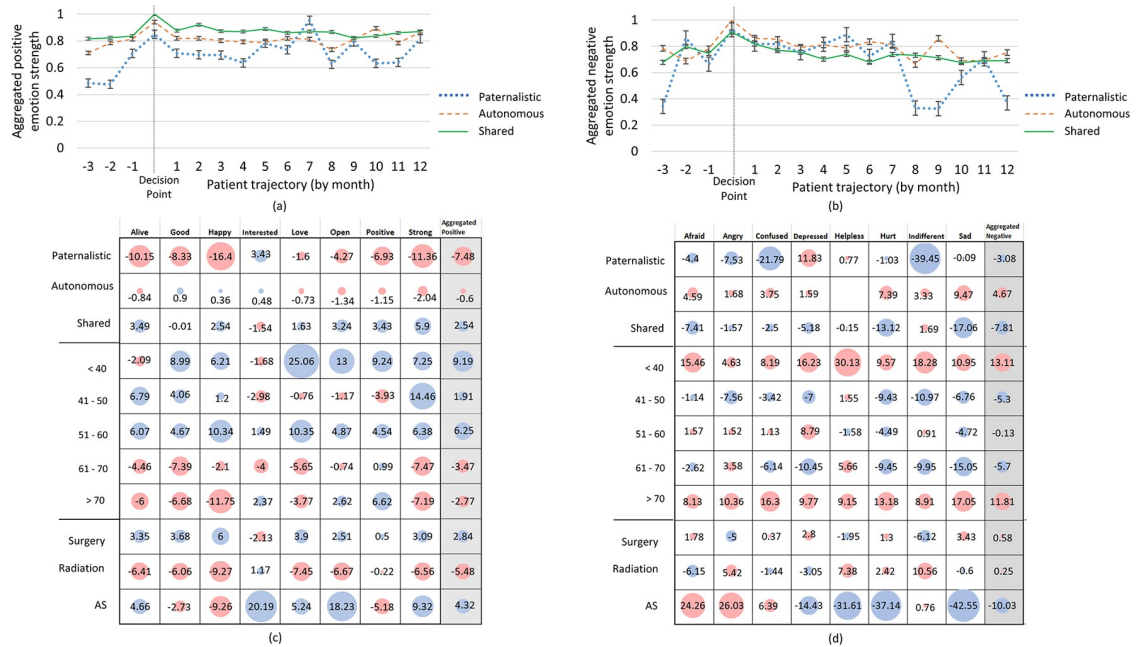 (a)
Aggregated positive
emotion strength
1
0.8
0.6
0.4
0.2
0
-3 -2 -1 0 1 2 3 4 5 6 7 8 9 10 11 12
Decision
Point
Patient trajectory (by month)
Paternalistic
Autonomous
Shared
(a)
(b)
Aggregated negative
emotion strength
1
0.8
0.6
0.4
0.2
0
-3 -2 -1 0 1 2 3 4 5 6 7 8 9 10 11 12
Decision
Point
Patient trajectory (by month)
Paternalistic
Autonomous
Shared
(b)
Alive Good Happy Interested Love Open Positive Strong Aggregated
Positive
Paternalistic -10.15 -8.33 -16.4 3.43 -1.6 -4.27 -6.93 -11.36 -7.48
Autonomous -0.84 0.9 0.36 0.48 -0.73 -1.34 -1.15 -2.04 -0.6
Shared 3.49 -0.01 2.54 -1.54 1.63 3.24 3.43 5.9 2.54
< 40 -2.09 8.99 6.21 -1.68 25.06 13 9.24 7.25 9.19
41 - 50 6.79 4.06 1.2 -2.98 -0.76 -1.17 -3.93 14.46 1.91
51 - 60 6.07 4.67 10.34 1.49 10.35 4.87 4.54 6.38 6.25
61 - 70 -4.46 -7.39 -2.1 -4 -5.65 -0.74 0.99 -7.47 -3.47
> 70 -6 -6.68 -11.75 2.37 -3.77 2.62 6.62 -7.19 -2.77
Surgery 3.35 3.68 6 -2.13 3.9 2.51 0.5 3.09 2.84
Radiation -6.41 -6.06 -9.27 1.17 -7.45 -6.67 -0.22 -6.56 -5.48
AS 4.66 -2.73 -9.26 20.19 5.24 18.23 -5.18 9.32 4.32
(c)
Afraid Angry Confused Depressed Helpless Hurt Indifferent Sad Aggregated
Negative
Paternalistic -4.4 -7.53 -21.79 11.83 0.77 -1.03 -39.45 -0.09 -3.08
Autonomous 4.59 1.68 3.75 1.59 7.39 3.33 9.47 4.67
Shared -7.41 -1.57 -2.5 -5.18 -0.15 -13.12 1.69 -17.06 -7.81
< 40 15.46 4.63 8.19 16.23 30.13 9.57 18.28 10.95 13.11
41 - 50 -1.14 -7.56 -3.42 -7 1.55 -9.43 -10.97 -6.76 -5.3
51 - 60 1.57 1.52 1.13 8.79 -1.58 -4.49 0.91 -4.72 -0.13
61 - 70 -2.62 3.58 -6.14 -10.45 5.66 -9.45 -9.95 -15.05 -5.7
> 70 8.13 10.36 16.3 9.77 9.15 13.18 8.91 17.05 11.81
Surgery 1.78 -5 0.37 2.8 -1.95 1.3 -6.12 3.43 0.58
Radiation -6.15 5.42 -1.44 -3.05 7.38 2.42 10.56 -0.6 0.25
AS 24.26 26.03 6.39 -14.43 -31.61 -37.14 0.76 -42.55 -10.03
(d)